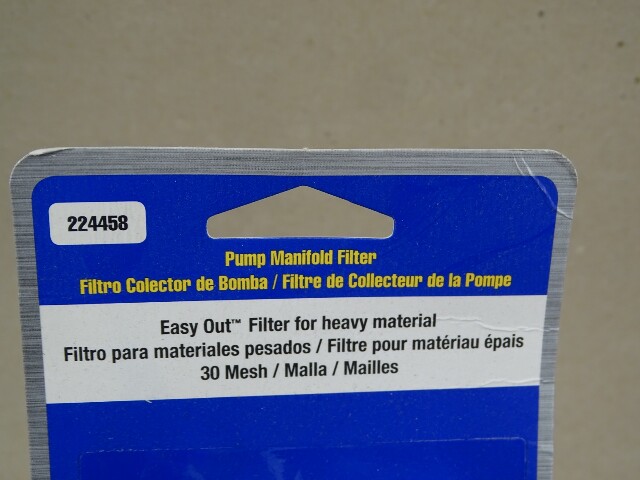 224458
Pump Manifold Filter
Filtro Colector de Bomba / Filtre de Collecteur de la Pompe
Easy Out™ Filter for heavy material
Filtro para materiales pesados / Filtre pour matériau épais
30 Mesh / Malla / Mailles